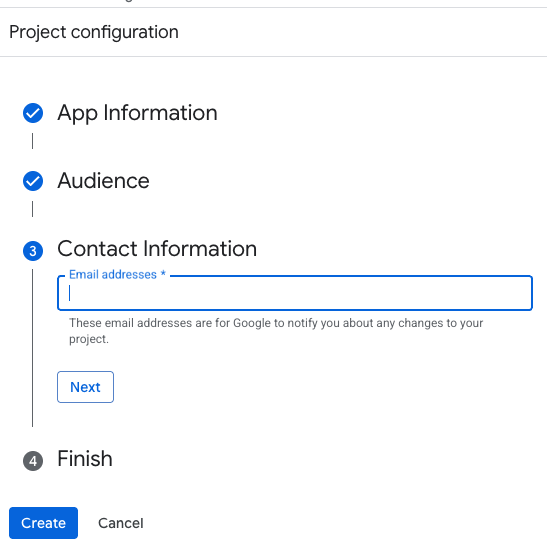 Project configuration
App Information
Audience
3 Contact Information
Email addresses *
These email addresses are for Google to notify you about any changes to your
project.
Next
4 Finish
Create Cancel